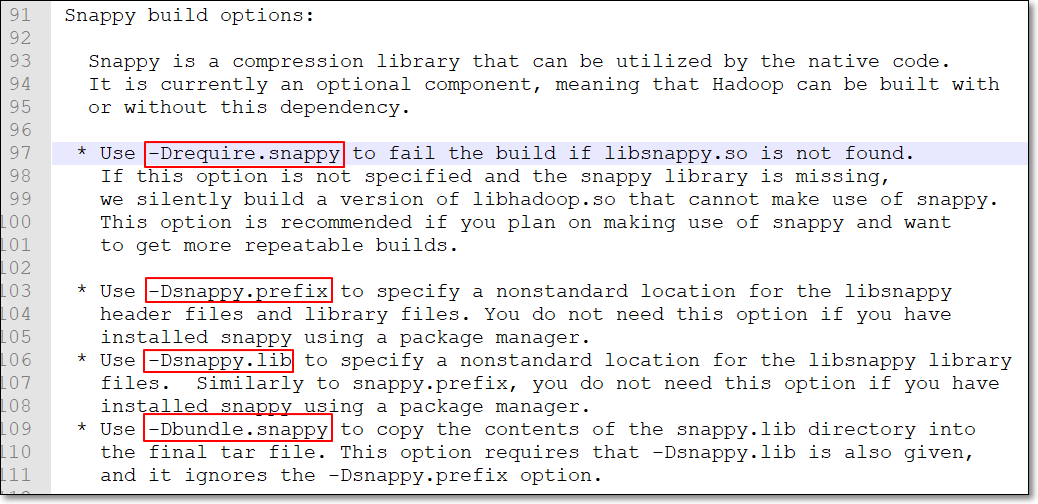 91 Snappy build options:
92
93 Snappy is a compression library that can be utilized by the native code.
94 It is currently an optional component, meaning that Hadoop can be built with
95 or without this dependency.
96
97 * Use -Drequire.snappy to fail the build if libsnappy.so is not found.
98 If this option is not specified and the snappy library is missing,
99 we silently build a version of libhadoop.so that cannot make use of snappy.
100 This option is recommended if you plan on making use of snappy and want
101 to get more repeatable builds.
102
103 * Use -Dsnappy.prefix to specify a nonstandard location for the libsnappy
104 header files and library files. You do not need this option if you have
105 installed snappy using a package manager.
106 * Use -Dsnappy.lib to specify a nonstandard location for the libsnappy library
107 files.  Similarly to snappy.prefix, you do not need this option if you have
108 installed snappy using a package manager.
109 * Use -Dbundle.snappy to copy the contents of the snappy.lib directory into
110 the final tar file. This option requires that -Dsnappy.lib is also given,
111 and it ignores the -Dsnappy.prefix option.